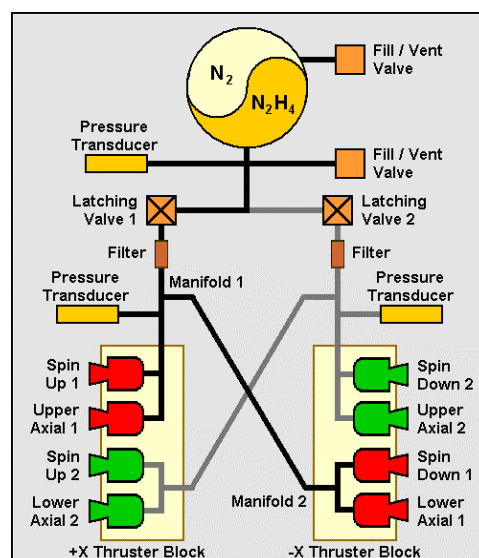 N2
N2H4
Fill / Vent
Valve
Pressure
Transducer
Fill / Vent
Valve
Latching
Valve 1
Latching
Valve 2
Filter
Filter
Pressure
Transducer
Manifold 1
Pressure
Transducer
Spin
Up 1
Spin
Down 2
Upper
Axial 1
Upper
Axial 2
Spin
Up 2
Spin
Down 1
Manifold 2
Lower
Axial 2
Lower
Axial 1
+X Thruster Block
-X Thruster Block